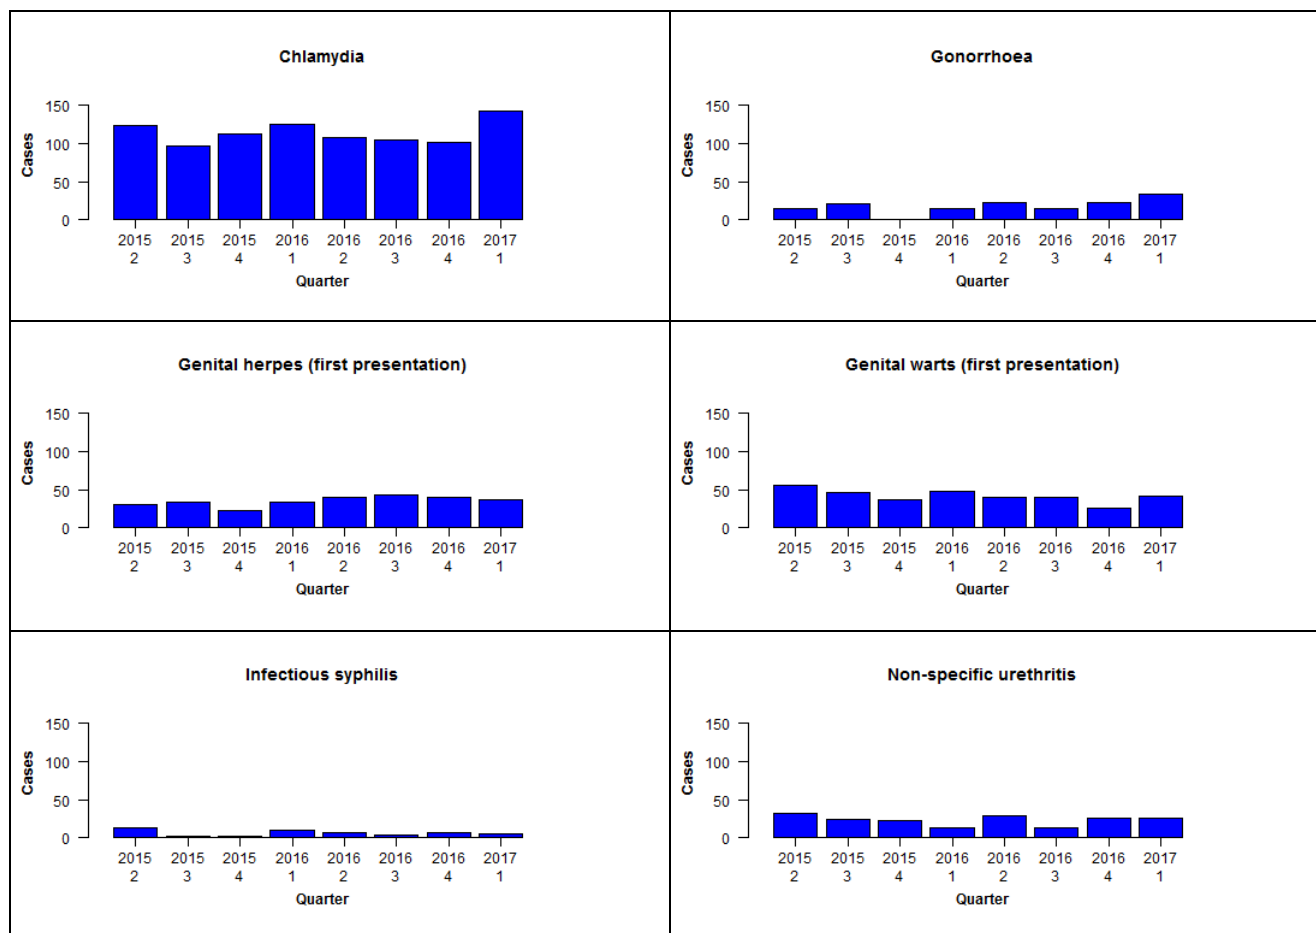 Chlamydia
Cases
150
100
50
0
2015 2015 2015 2016 2016 2016 2016 2017
2 3 4 1 2 3 4 1
Quarter
Gonorrhoea
Cases
150
100
50
0
2015 2015 2015 2016 2016 2016 2016 2017
2 3 4 1 2 3 4 1
Quarter
Genital herpes (first presentation)
Cases
150
100
50
0
2015 2015 2015 2016 2016 2016 2016 2017
2 3 4 1 2 3 4 1
Quarter
Genital warts (first presentation)
Cases
150
100
50
0
2015 2015 2015 2016 2016 2016 2016 2017
2 3 4 1 2 3 4 1
Quarter
Infectious syphilis
Cases
150
100
50
0
2015 2015 2015 2016 2016 2016 2016 2017
2 3 4 1 2 3 4 1
Quarter
Non-specific urethritis
Cases
150
100
50
0
2015 2015 2015 2016 2016 2016 2016 2017
2 3 4 1 2 3 4 1
Quarter